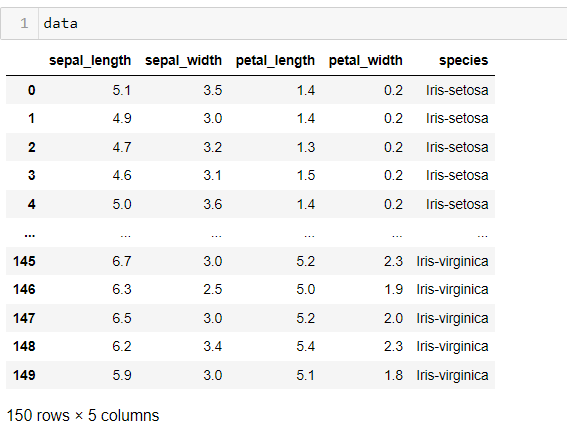 1 data
sepal_length sepal_width petal_length petal_width species
0 5.1 3.5 1.4 0.2 Iris-setosa
1 4.9 3.0 1.4 0.2 Iris-setosa
2 4.7 3.2 1.3 0.2 Iris-setosa
3 4.6 3.1 1.5 0.2 Iris-setosa
4 5.0 3.6 1.4 0.2 Iris-setosa
... ... ... ... ... ...
145 6.7 3.0 5.2 2.3 Iris-virginica
146 6.3 2.5 5.0 1.9 Iris-virginica
147 6.5 3.0 5.2 2.0 Iris-virginica
148 6.2 3.4 5.4 2.3 Iris-virginica
149 5.9 3.0 5.1 1.8 Iris-virginica
150 rows × 5 columns